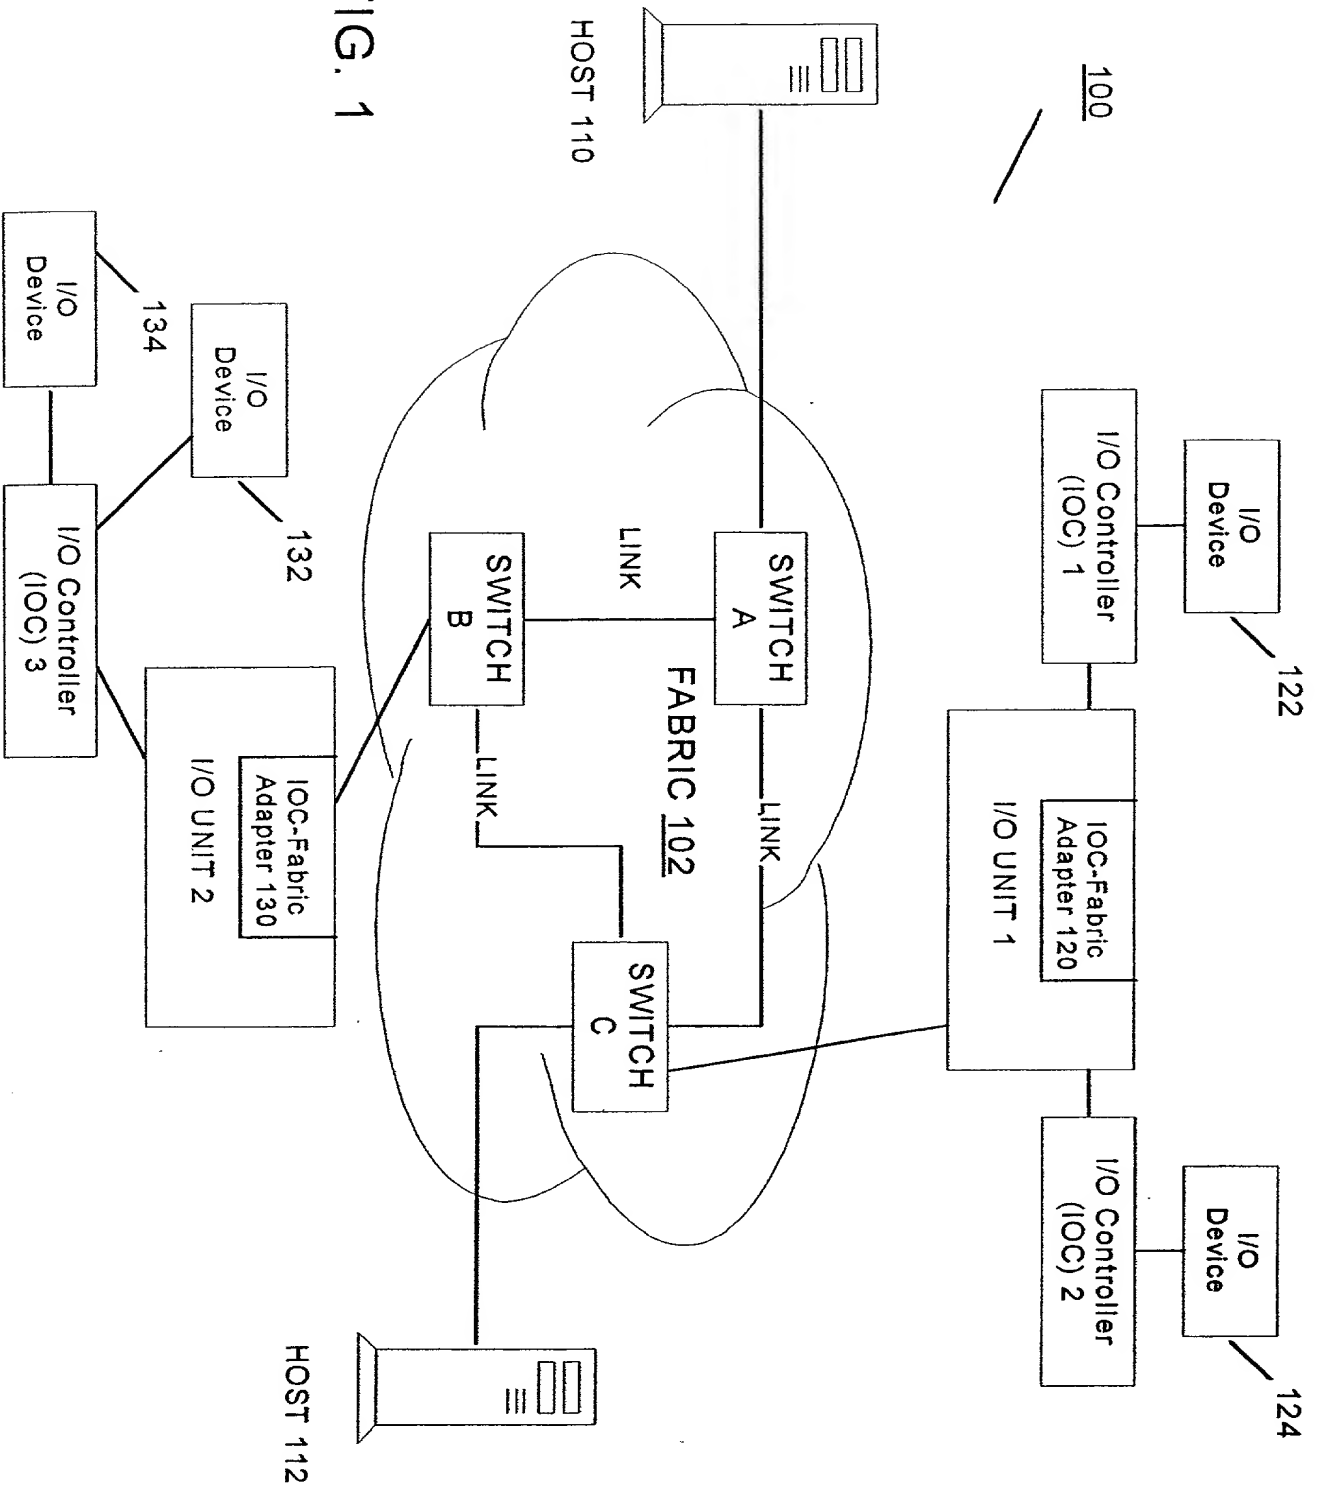 100
I/O
Device
122
I/O
Device
124
I/O Controller
(IOC) 1
IOC-Fabric
Adapter 120
I/O UNIT 1
I/O Controller
(IOC) 2
HOST 110
SWITCH
A
LINK
FABRIC 102
LINK
SWITCH
B
LINK
SWITCH
C
HOST 112
I/O
Device
132
IOC-Fabric
Adapter 130
I/O UNIT 2
134
I/O
Device
I/O Controller
(IOC) 3
IG. 1